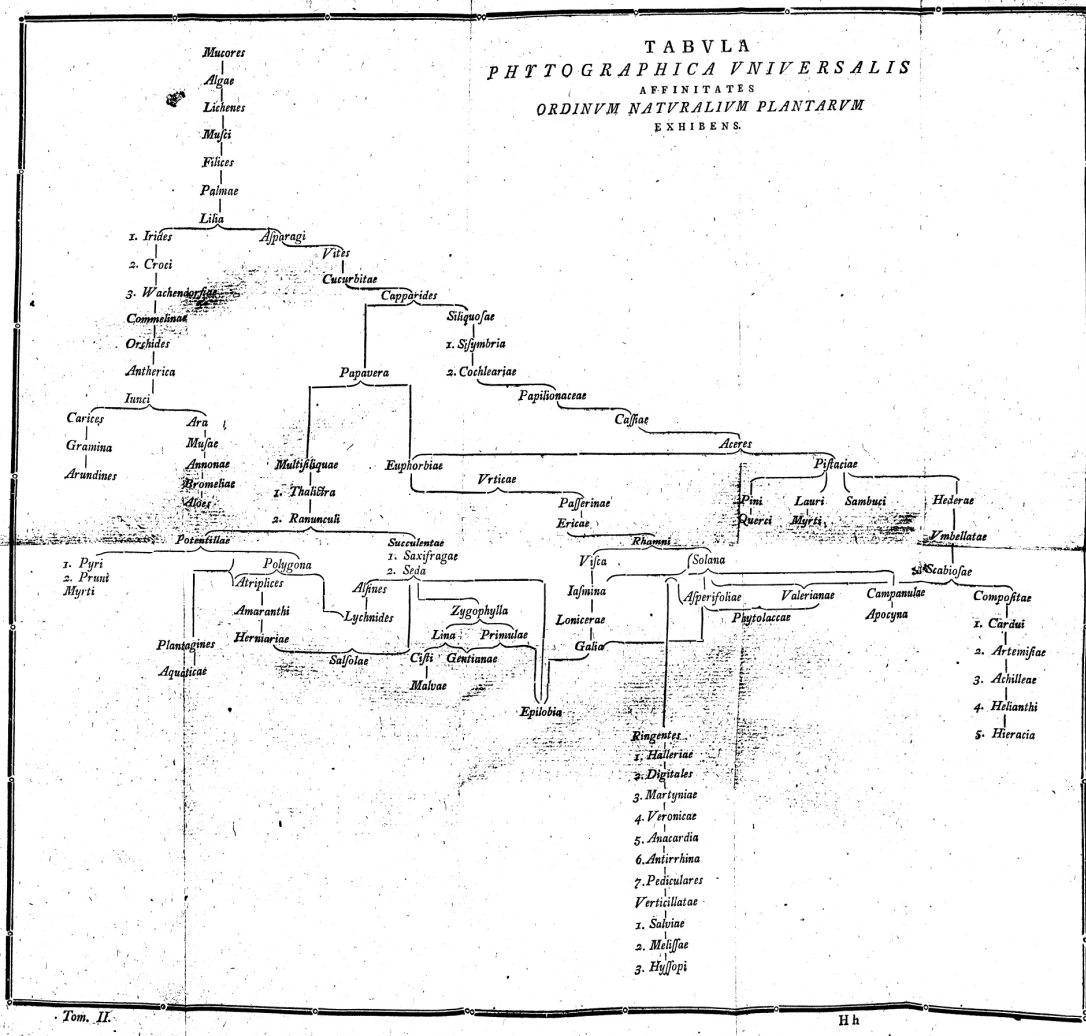 TABVLA
PHYTOGRAPHICA VNIVERSALIS
AFFINITATES
ORDINVM NATVRALIVM PLANTARVM
EXHIBENS.
Mucores
Algae
Lichenes
Muſci
Filices
Palmae
Lilia
1. Irides
Aſparagi
Vites
2. Croci
Cucurbitae
3. Wachendorfiae
Capparides
Commelinae
Siliquoſae
Orchides
1. Siſymbria
Antherica
Papavera
2. Cochleariae
Papilionaceae
Iunci
Carices
Ara
Caſſiae
Gramina
Muſae
Aceres
Arundines
Annonae
Multiſiliquae
Euphorbiae
Piſtaciae
Bromeliae
1. Thalictra
Vrticae
Aloes
Paſſerinae
Pini
Lauri
Sambuci
Hederae
2. Ranunculi
Ericae
Querci
Myrti
Potentillae
Succulentae
Rhamni
Vmbellatae
1. Pyri
Polygona
1. Saxifragae
Viſca
Solana
2. Pruni
2. Seda
Scabioſae
Myrti
Atriplices
Alſines
Iaſmina
Aſperifoliae
Valerianae
Campanulae
Compoſitae
Amaranthi
Lychnides
Zygophylla
Lonicerae
Phytolaccae
Apocyna
1. Cardui
Plantagines
Herniariae
Lina
Primulae
Galia
2. Artemiſiae
Aquaticae
Salſolae
Ciſti
Gentianae
3. Achilleae
Malvae
4. Helianthi
Epilobia
5. Hieracia
Ringentes
1. Halleriae
2. Digitales
3. Martyniae
4. Veronicae
5. Anacardia
6. Antirrhina
7. Pediculares
Verticillatae
1. Salviae
2. Meliſſae
3. Hyſſopi
Tom. II.
Hh